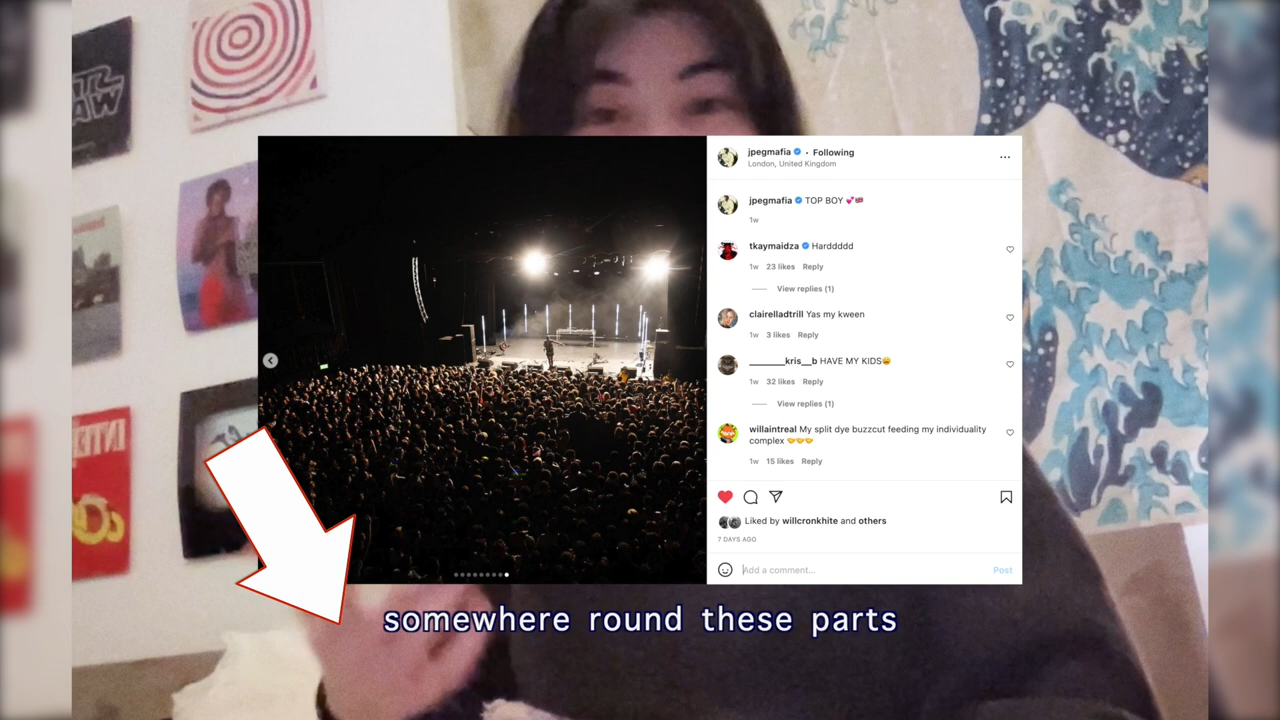 jpegmafia • Following
London, United Kingdom
jpegmafia TOP BOY 💞🇬🇧
1w
tkaymaidza Harddddd
1w 23 likes Reply
View replies (1)
clairelladtrill Yas my kween
1w 3 likes Reply
________kris__b HAVE MY KIDS😩
1w 32 likes Reply
View replies (1)
willaintreal My split dye buzzcut feeding my individuality
complex 🤝🤝🤝
1w 15 likes Reply
Liked by willcronkhite and others
7 DAYS AGO
Add a comment...
Post
somewhere round these parts